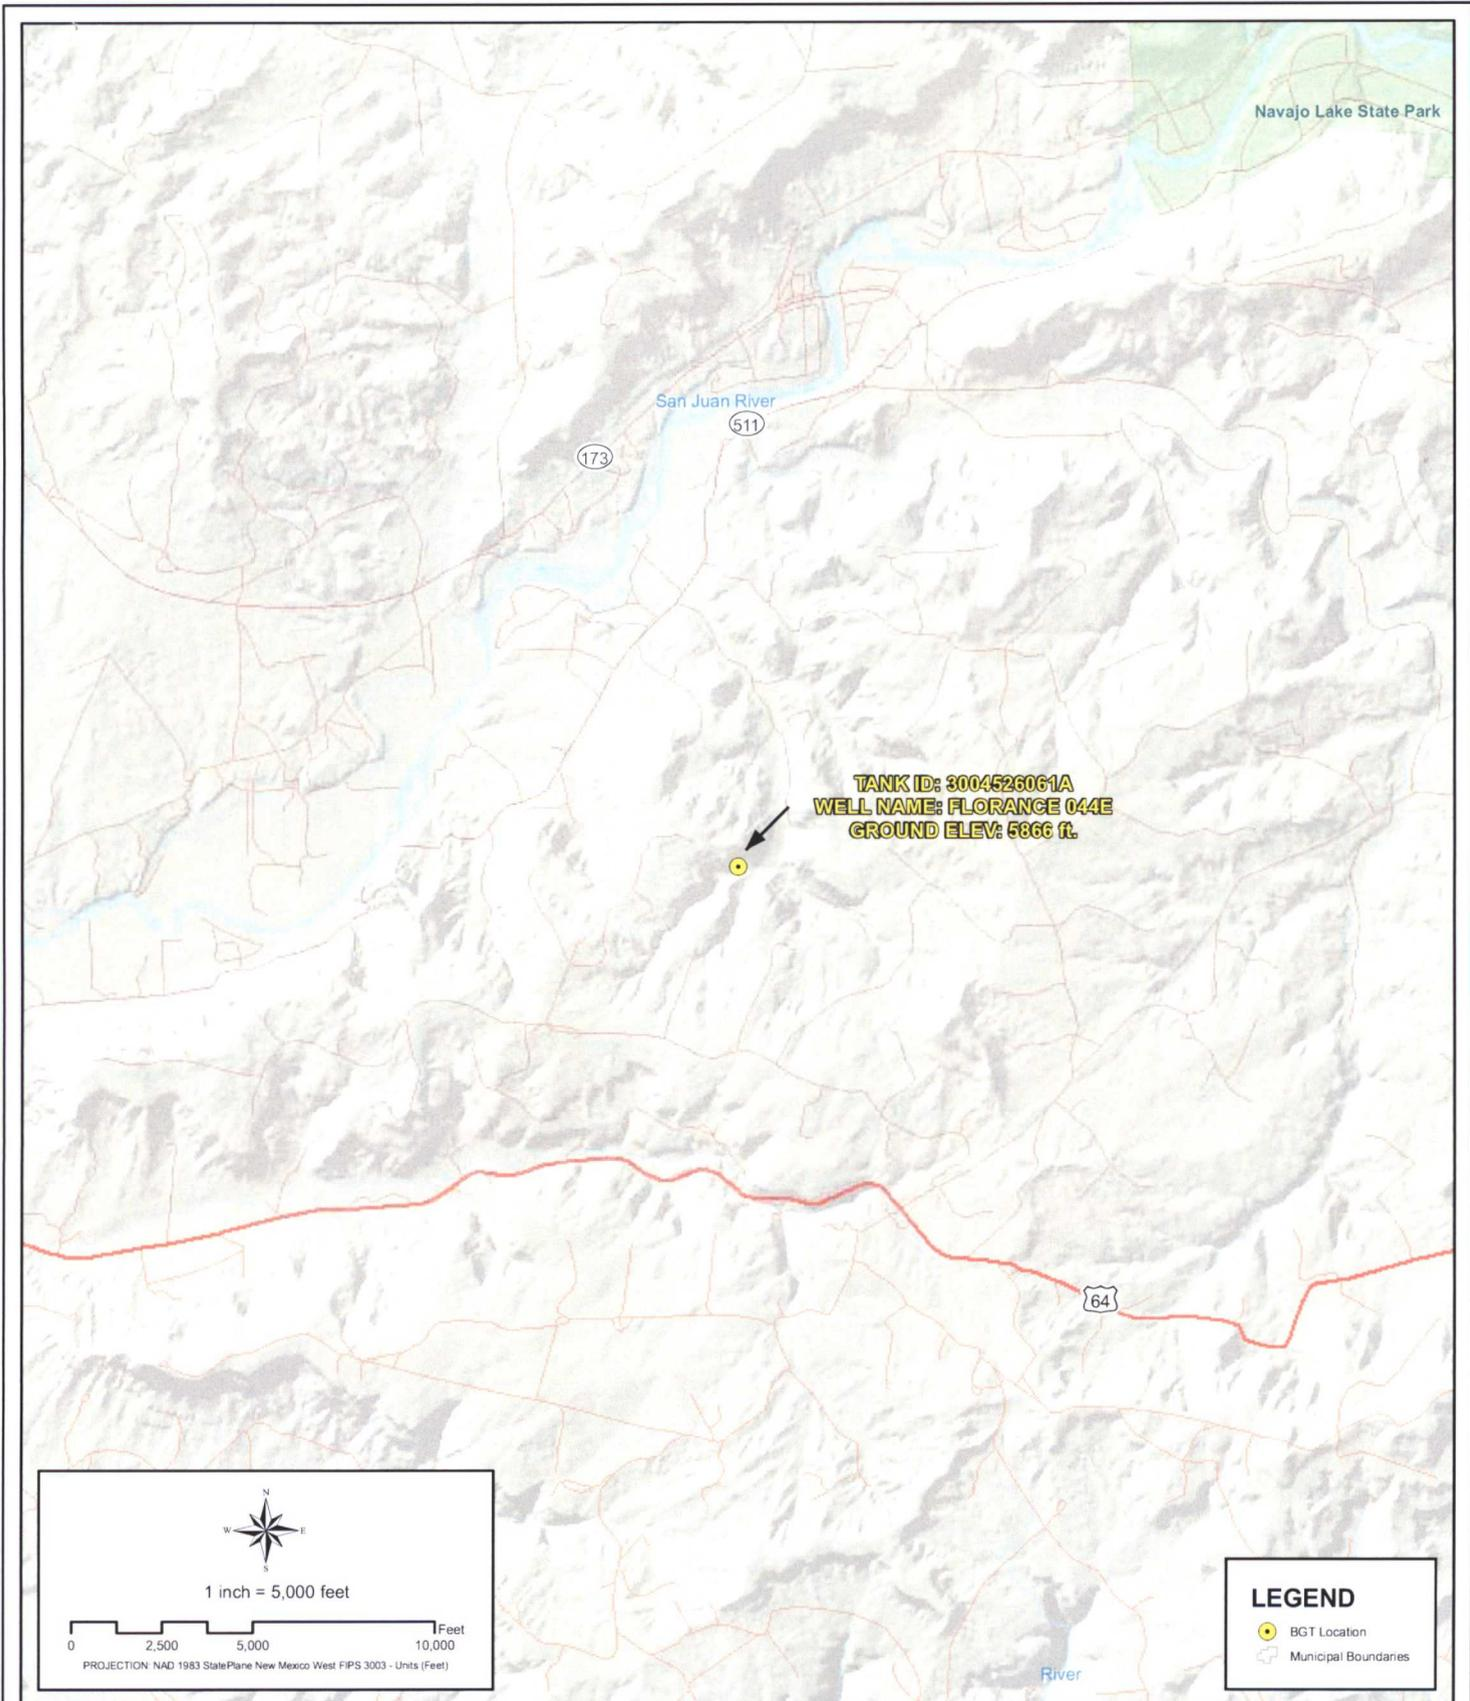 Navajo Lake State Park
San Juan River
511
173
TANK ID: 3004526061A
WELL NAME: FLORANCE 044E
GROUND ELEV: 5866 ft.
64
N
W E
S
1 inch = 5,000 feet
Feet
0 2,500 5,000 10,000
PROJECTION: NAD 1983 StatePlane New Mexico West FIPS 3003 - Units (Feet)
LEGEND
BGT Location
Municipal Boundaries
River